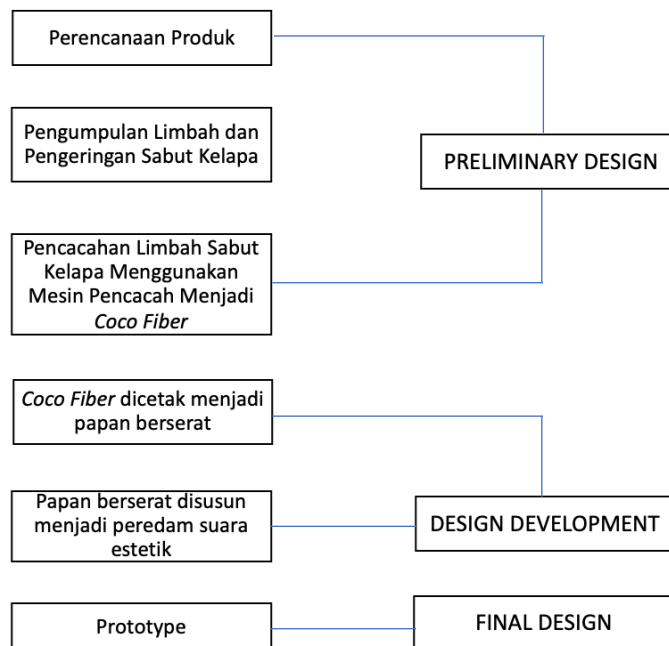 Perencanaan Produk
Pengumpulan Limbah dan
Pengeringan Sabut Kelapa
PRELIMINARY DESIGN
Pencacahan Limbah Sabut
Kelapa Menggunakan
Mesin Pencacah Menjadi
Coco Fiber
Coco Fiber dicetak menjadi
papan berserat
Papan berserat disusun
menjadi peredam suara
estetik
DESIGN DEVELOPMENT
Prototype
FINAL DESIGN